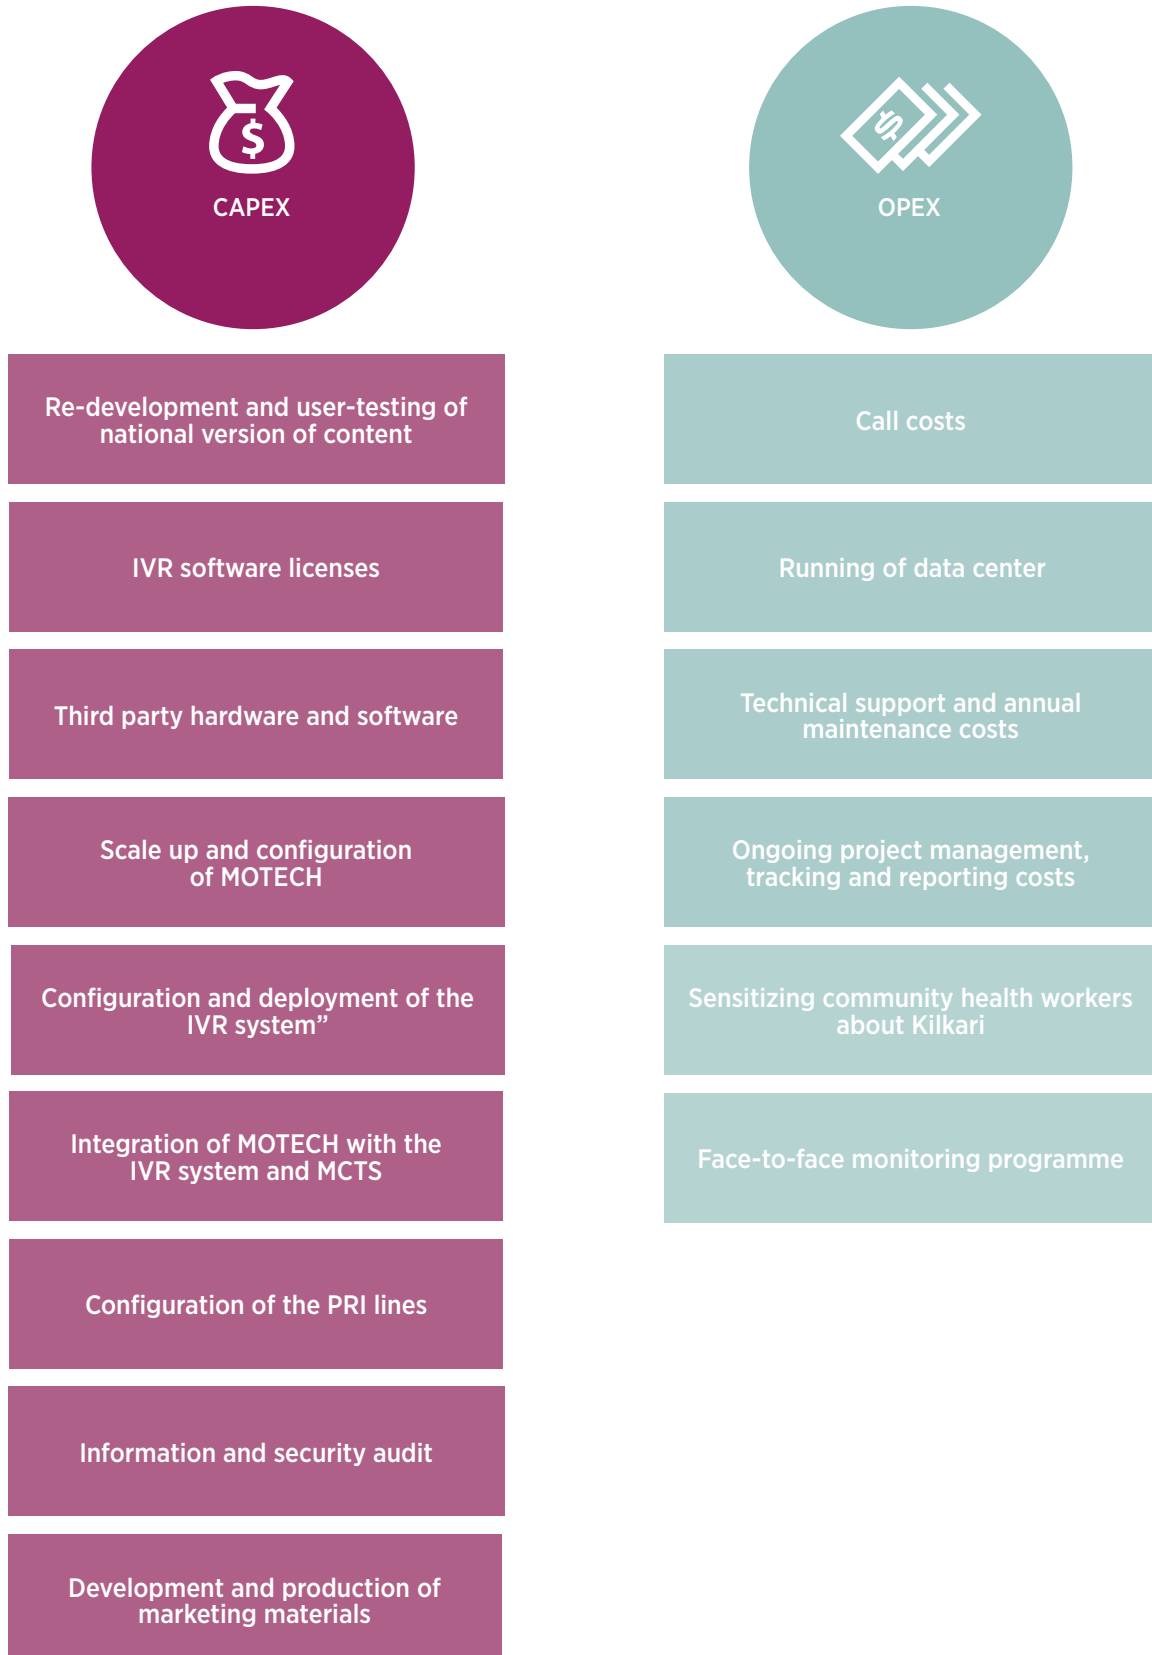 $
CAPEX
Re-development and user-testing of
national version of content
IVR software licenses
Third party hardware and software
Scale up and configuration
of MOTECH
Configuration and deployment of the
IVR system”
Integration of MOTECH with the
IVR system and MCTS
Configuration of the PRI lines
Information and security audit
Development and production of
marketing materials
$
OPEX
Call costs
Running of data center
Technical support and annual
maintenance costs
Ongoing project management,
tracking and reporting costs
Sensitizing community health workers
about Kilkari
Face-to-face monitoring programme